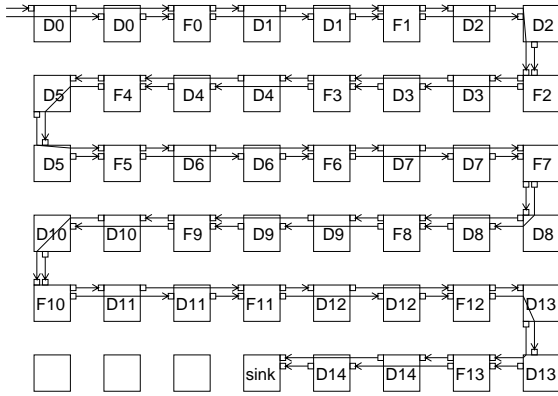 D0 D0 F0 D1 D1 F1 D2 D2
D5 F4 D4 D4 F3 D3 D3 F2
D5 F5 D6 D6 F6 D7 D7 F7
D10 D10 F9 D9 D9 F8 D8 D8
F10 D11 D11 F11 D12 D12 F12 D13
sink D14 D14 F13 D13